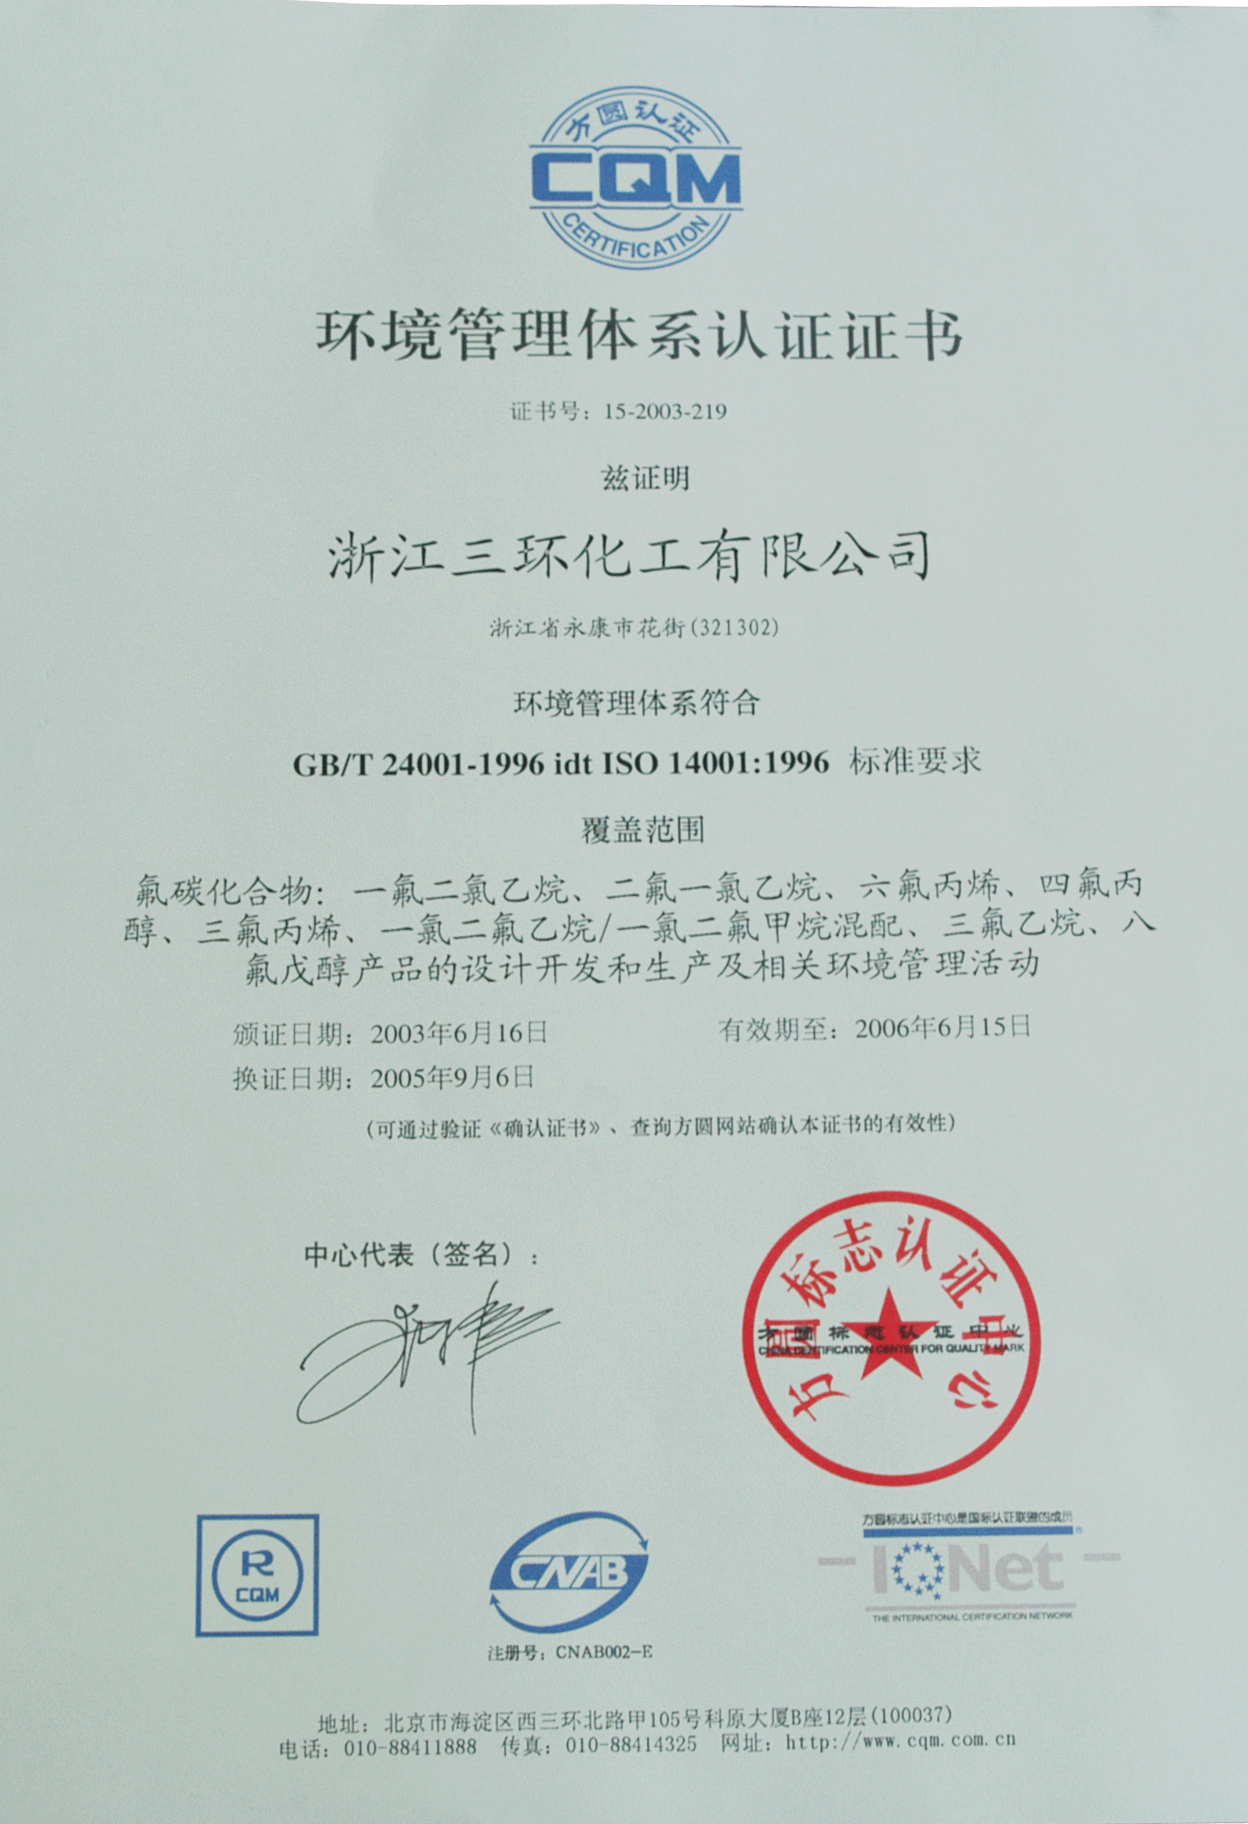 方圆认证
CQM
CERTIFICATION
环境管理体系认证证书
证书号：15-2003-219
兹证明
浙江三环化工有限公司
浙江省永康市花街(321302)
环境管理体系符合
GB/T 24001-1996 idt ISO 14001:1996 标准要求
覆盖范围
氟碳化合物：一氟二氯乙烷、二氟一氯乙烷、六氟丙烯、四氟丙
醇、三氟丙烯、一氯二氟乙烷/一氯二氟甲烷混配、三氟乙烷、八
氟戊醇产品的设计开发和生产及相关环境管理活动
颁证日期：2003年6月16日 有效期至：2006年6月15日
换证日期：2005年9月6日
(可通过验证《确认证书》、查询方圆网站确认本证书的有效性)
中心代表（签名）：
方圆标志认证中心
方圆标志认证中心
CHINA CERTIFICATION CENTER FOR QUALITY MARK
R
CQM
CNAB
注册号：CNAB002-E
方圆标志认证中心是国际认证联盟的成员
IQNet
THE INTERNATIONAL CERTIFICATION NETWORK
地址：北京市海淀区西三环北路甲105号科原大厦B座12层(100037)
电话：010-88411888 传真：010-88414325 网址：http://www.cqm.com.cn